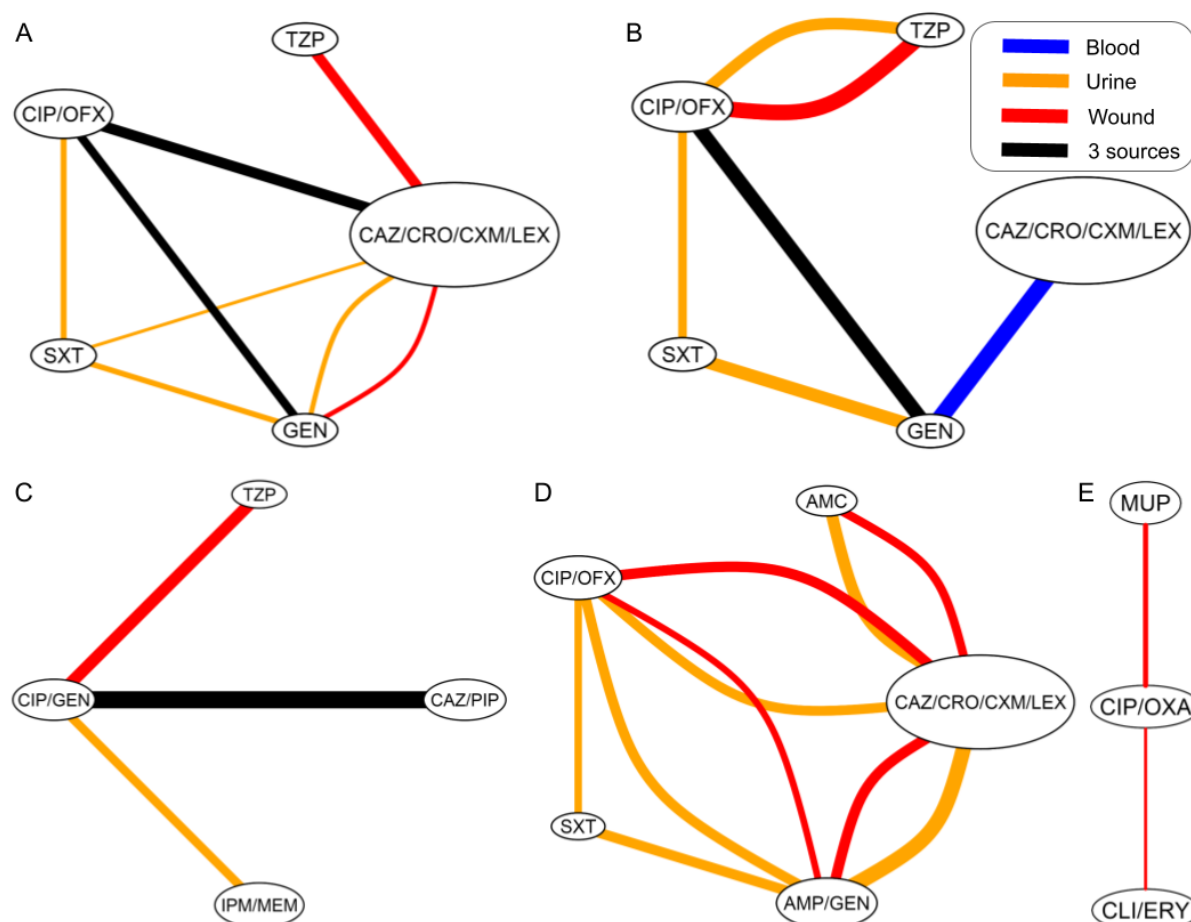 A
TZP
CIP/OFX
CAZ/CRO/CXM/LEX
SXT
GEN
B
TZP
CIP/OFX
CAZ/CRO/CXM/LEX
SXT
GEN
Blood
Urine
Wound
3 sources
C
TZP
CIP/GEN
CAZ/PIP
IPM/MEM
D
AMC
CIP/OFX
CAZ/CRO/CXM/LEX
SXT
AMP/GEN
E
MUP
CIP/OXA
CLI/ERY